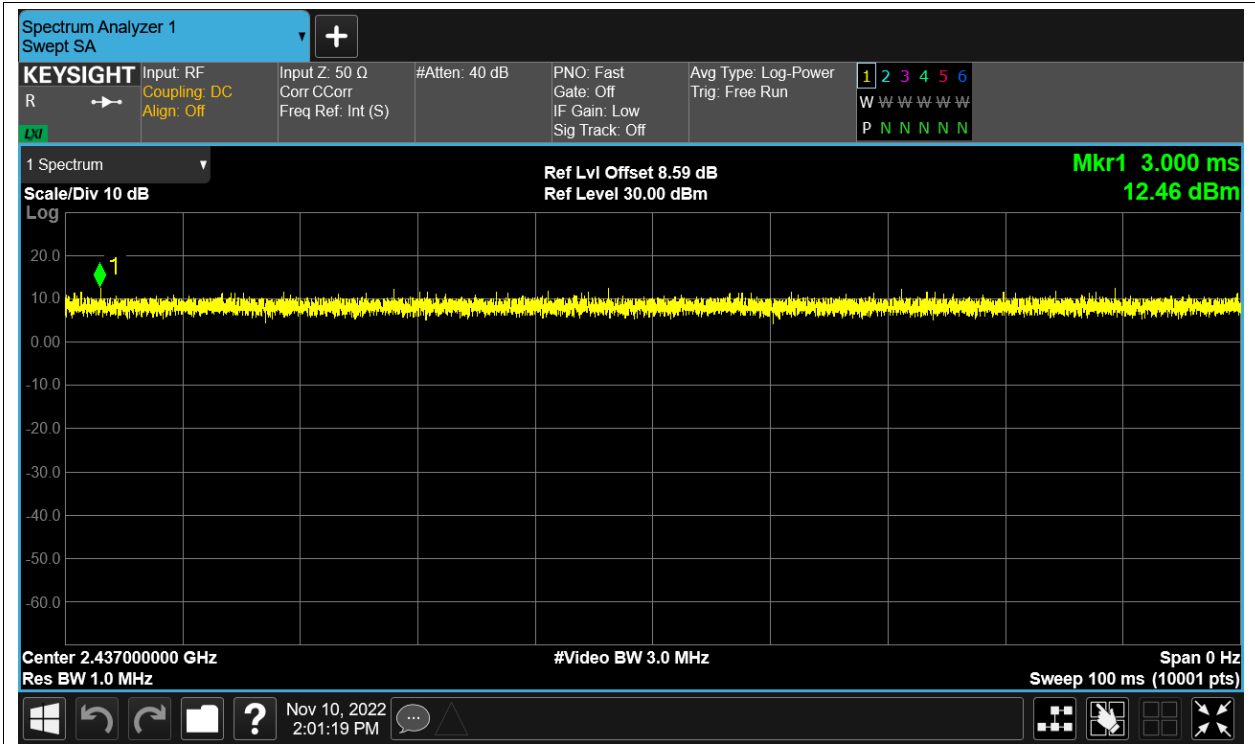 Spectrum Analyzer 1
Swept SA
KEYSIGHT
R
LXI
Input: RF
Coupling: DC
Align: Off
Input Z: 50 Ω
Corr CCorr
Freq Ref: Int (S)
#Atten: 40 dB
PNO: Fast
Gate: Off
IF Gain: Low
Sig Track: Off
Avg Type: Log-Power
Trig: Free Run
1 2 3 4 5 6
W W W W W W
P N N N N N
1 Spectrum
Scale/Div 10 dB
Ref Lvl Offset 8.59 dB
Ref Level 30.00 dBm
Mkr1 3.000 ms
12.46 dBm
Log
20.0
1
10.0
0.00
-10.0
-20.0
-30.0
-40.0
-50.0
-60.0
Center 2.437000000 GHz
#Video BW 3.0 MHz
Span 0 Hz
Res BW 1.0 MHz
Sweep 100 ms (10001 pts)
?
Nov 10, 2022
2:01:19 PM